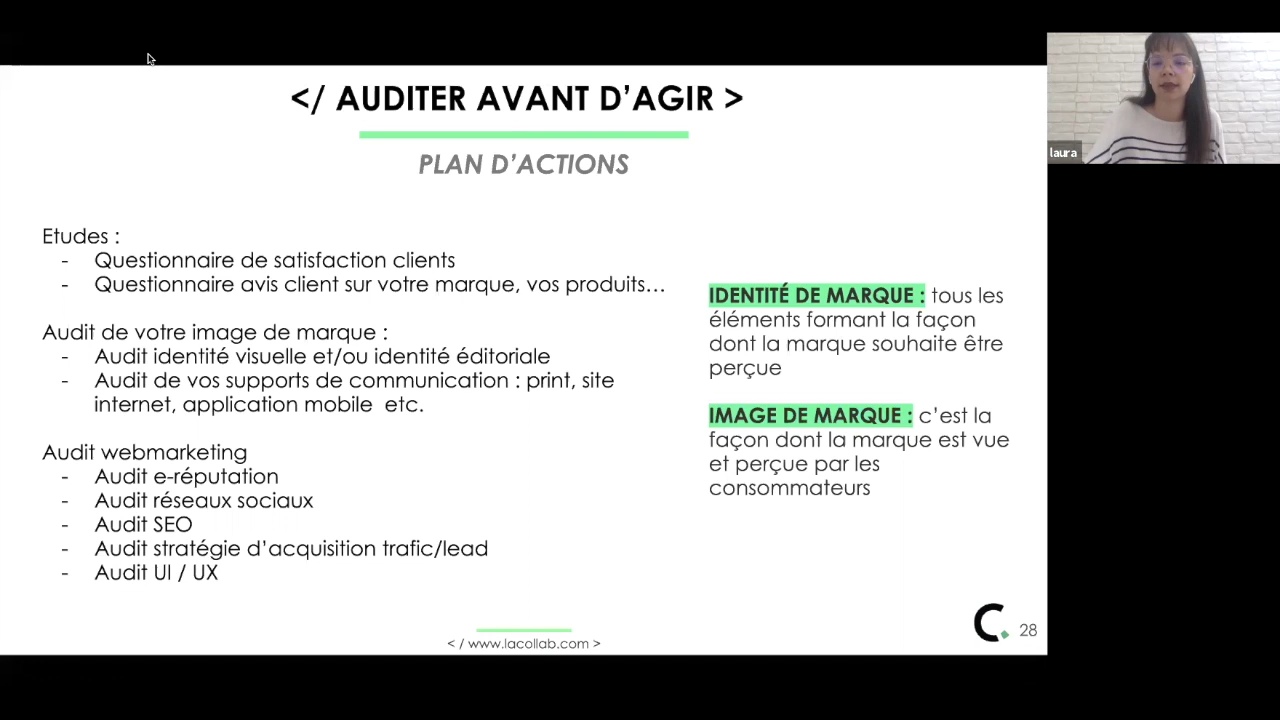 </ AUDITER AVANT D’AGIR >
PLAN D’ACTIONS
laura
Etudes :
- Questionnaire de satisfaction clients
- Questionnaire avis client sur votre marque, vos produits…
Audit de votre image de marque :
- Audit identité visuelle et/ou identité éditoriale
- Audit de vos supports de communication : print, site
internet, application mobile etc.
Audit webmarketing
- Audit e-réputation
- Audit réseaux sociaux
- Audit SEO
- Audit stratégie d’acquisition trafic/lead
- Audit UI / UX
IDENTITÉ DE MARQUE : tous les
éléments formant la façon
dont la marque souhaite être
perçue
IMAGE DE MARQUE : c’est la
façon dont la marque est vue
et perçue par les
consommateurs
C.
28
< / www.lacollab.com >